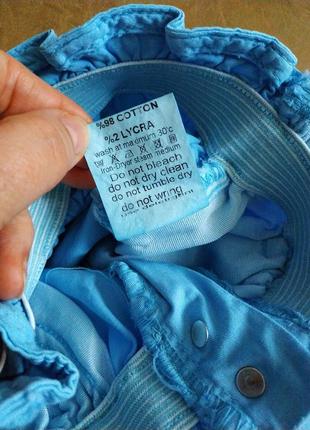 %98 COTTON
%2 LYCRA
wash at maximum 30°c
Iron-Dryor steam medium
Do not bleach
do not dry clean
do not tumble dry
do not wring